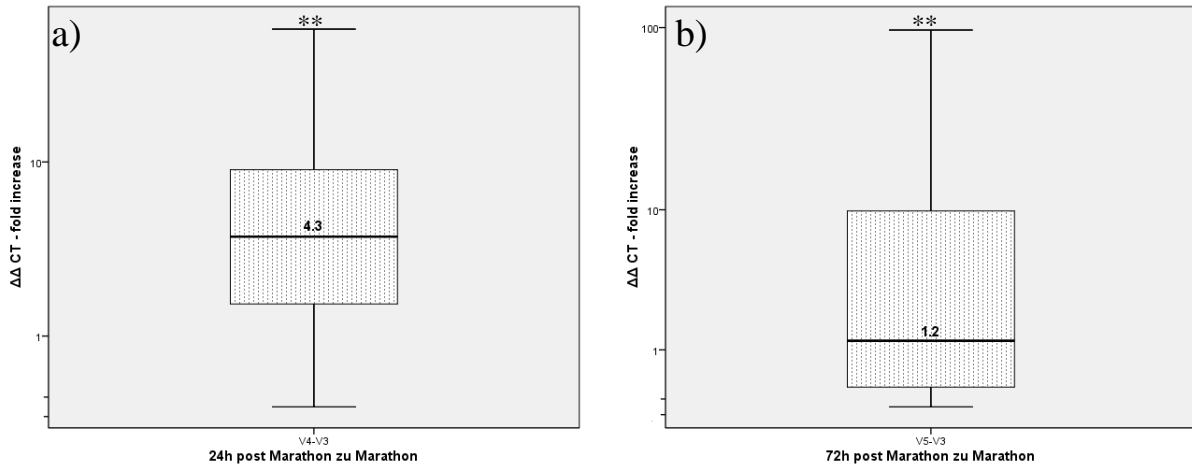 a)
**
10
4.3
1
ΔΔ CT - fold increase
V4-V3
24h post Marathon zu Marathon
b)
**
100
10
1.2
1
ΔΔ CT - fold increase
V5-V3
72h post Marathon zu Marathon